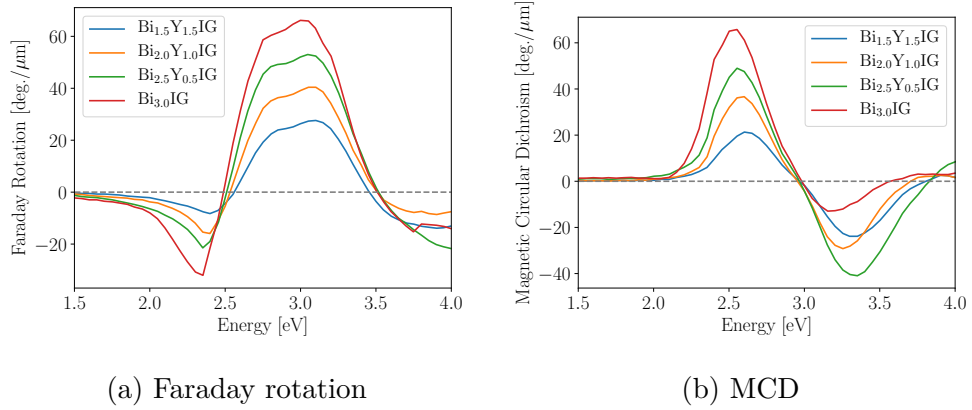 Faraday Rotation [deg./μm]
60
40
20
0
−20
Bi1.5Y1.5IG
Bi2.0Y1.0IG
Bi2.5Y0.5IG
Bi3.0IG
1.5 2.0 2.5 3.0 3.5 4.0
Energy [eV]
(a) Faraday rotation
Magnetic Circular Dichroism [deg./μm]
60
40
20
0
−20
−40
Bi1.5Y1.5IG
Bi2.0Y1.0IG
Bi2.5Y0.5IG
Bi3.0IG
1.5 2.0 2.5 3.0 3.5 4.0
Energy [eV]
(b) MCD